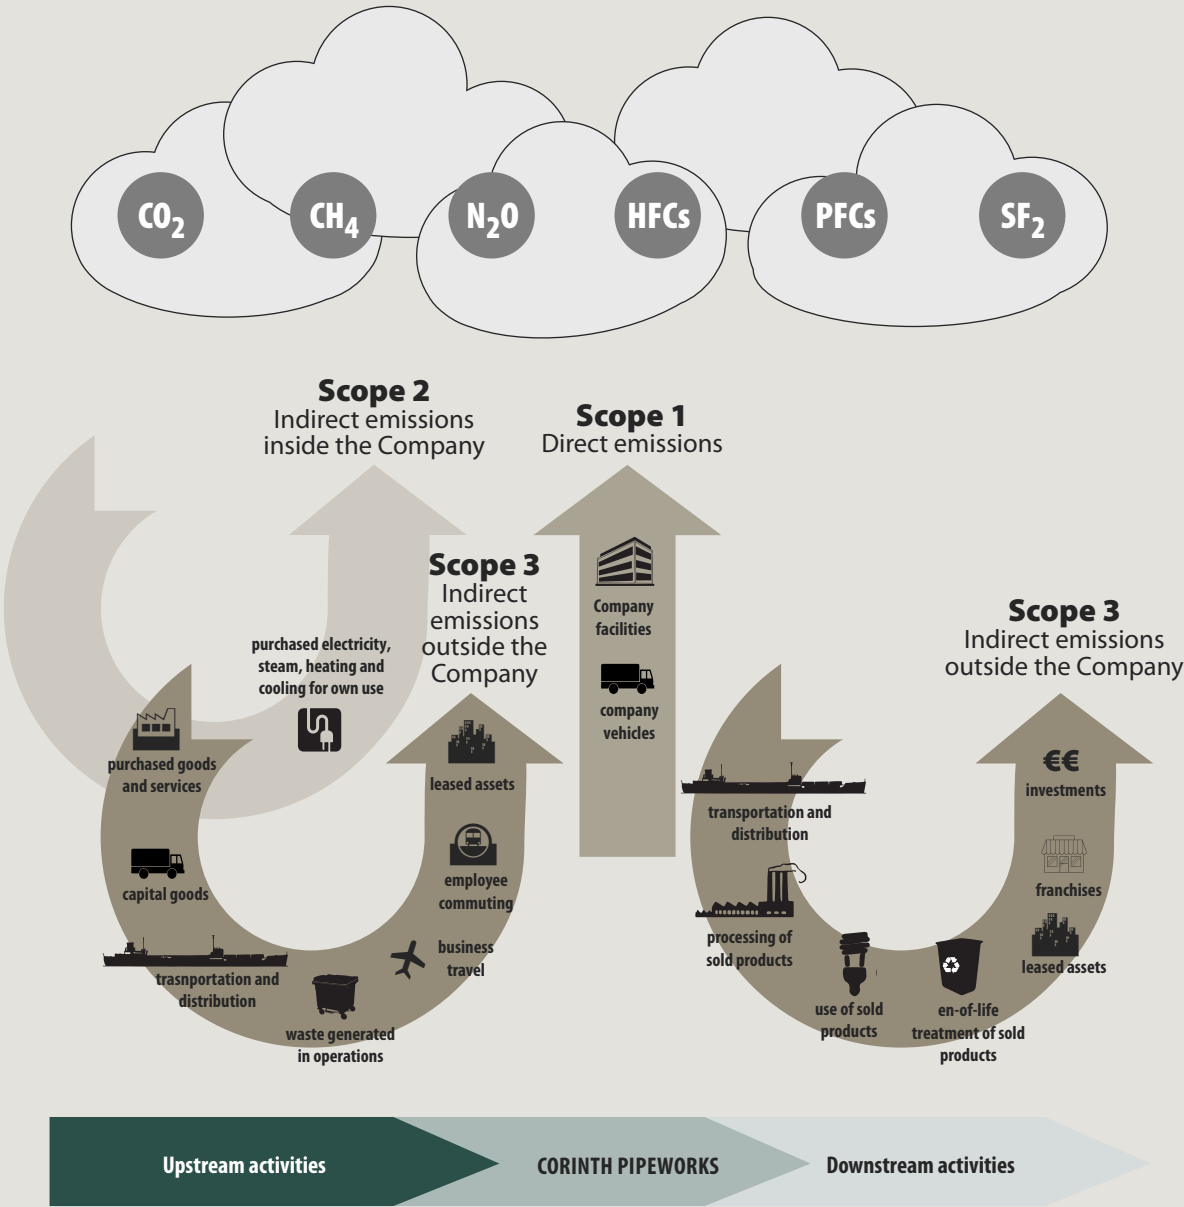 CO2
CH4
N2O
HFCs
PFCs
SF2
Scope 2
Indirect emissions
inside the Company
Scope 1
Direct emissions
Scope 3
Indirect
emissions
outside the
Company
Scope 3
Indirect emissions
outside the Company
purchased electricity,
steam, heating and
cooling for own use
purchased goods
and services
capital goods
trasnportation and
distribution
waste generated
in operations
business
travel
employee
commuting
leased assets
Company
facilities
company
vehicles
transportation and
distribution
processing of
sold products
use of sold
products
en-of-life
treatment of sold
products
leased assets
franchises
€€
investments
Upstream activities
CORINTH PIPEWORKS
Downstream activities